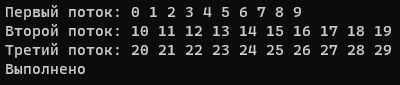 Первый поток: 0 1 2 3 4 5 6 7 8 9
Второй поток: 10 11 12 13 14 15 16 17 18 19
Третий поток: 20 21 22 23 24 25 26 27 28 29
Выполнено